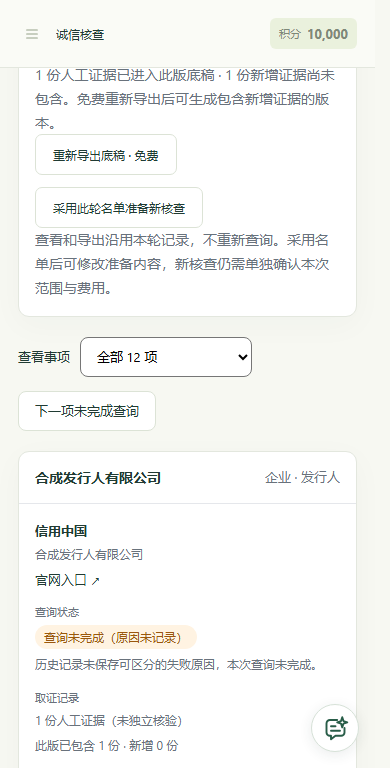 诚信核查
积分 10,000
1 份人工证据已进入此版底稿 · 1 份新增证据尚未
包含。免费重新导出后可生成包含新增证据的版
本。
重新导出底稿 · 免费
采用此轮名单准备新核查
查看和导出沿用本轮记录，不重新查询。采用名
单后可修改准备内容，新核查仍需单独确认本次
范围与费用。
查看事项
全部 12 项
下一项未完成查询
合成发行人有限公司
企业 · 发行人
信用中国
合成发行人有限公司
官网入口 ↗
查询状态
查询未完成（原因未记录）
历史记录未保存可区分的失败原因，本次查询未完成。
取证记录
1 份人工证据（未独立核验）
此版已包含 1 份 · 新增 0 份